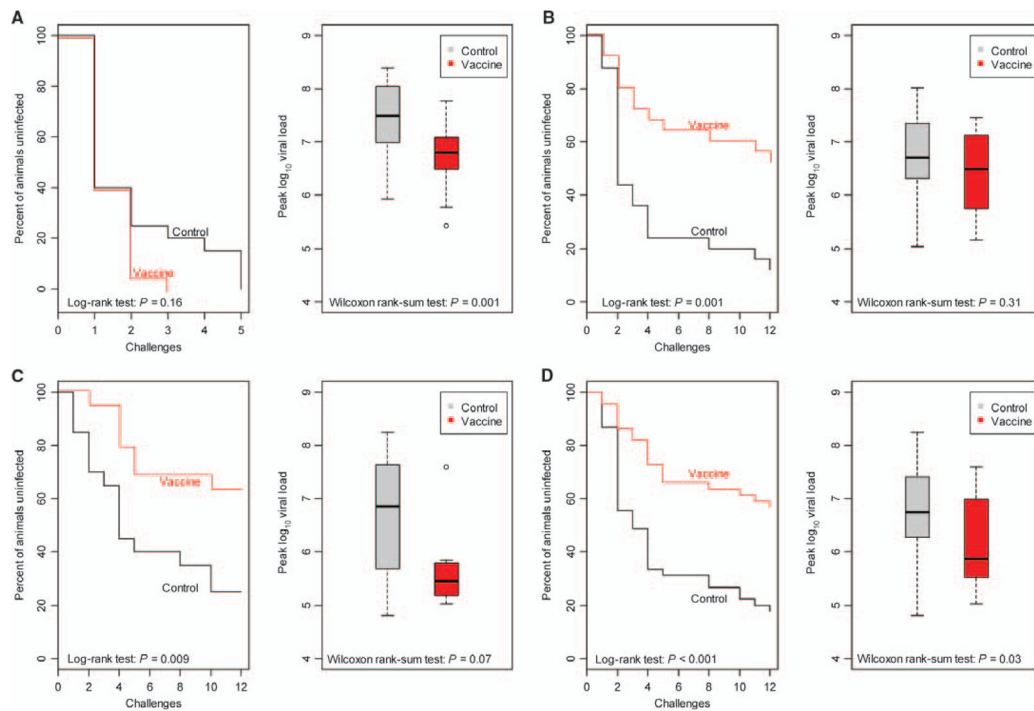 A
Percent of animals uninfected
100
80
60
40
20
0
Control
Vaccine
Log-rank test: P = 0.16
0 1 2 3 4 5
Challenges
Peak log10 viral load
9
8
7
6
5
4
Control
Vaccine
Wilcoxon rank-sum test: P = 0.001
B
Percent of animals uninfected
100
80
60
40
20
0
Vaccine
Control
Log-rank test: P = 0.001
0 2 4 6 8 10 12
Challenges
Peak log10 viral load
9
8
7
6
5
4
Control
Vaccine
Wilcoxon rank-sum test: P = 0.31
C
Percent of animals uninfected
100
80
60
40
20
0
Vaccine
Control
Log-rank test: P = 0.009
0 2 4 6 8 10 12
Challenges
Peak log10 viral load
9
8
7
6
5
4
Control
Vaccine
Wilcoxon rank-sum test: P = 0.07
D
Percent of animals uninfected
100
80
60
40
20
0
Vaccine
Control
Log-rank test: P < 0.001
0 2 4 6 8 10 12
Challenges
Peak log10 viral load
9
8
7
6
5
4
Control
Vaccine
Wilcoxon rank-sum test: P = 0.03